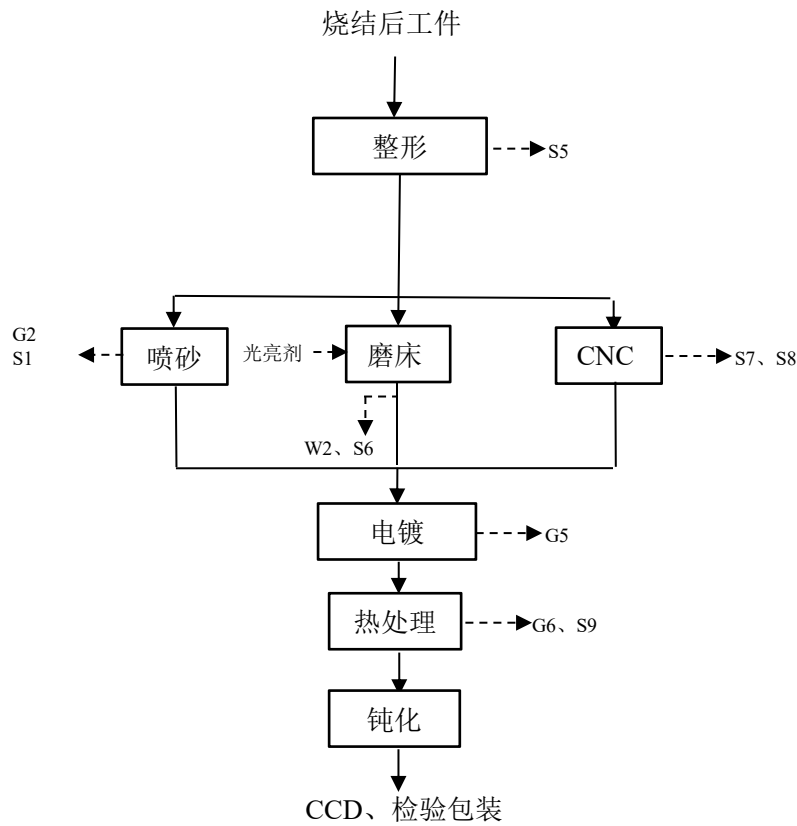 烧结后工件
整形
S5
G2
S1
喷砂
光亮剂
磨床
CNC
S7、S8
W2、S6
电镀
G5
热处理
G6、S9
钝化
CCD、检验包装